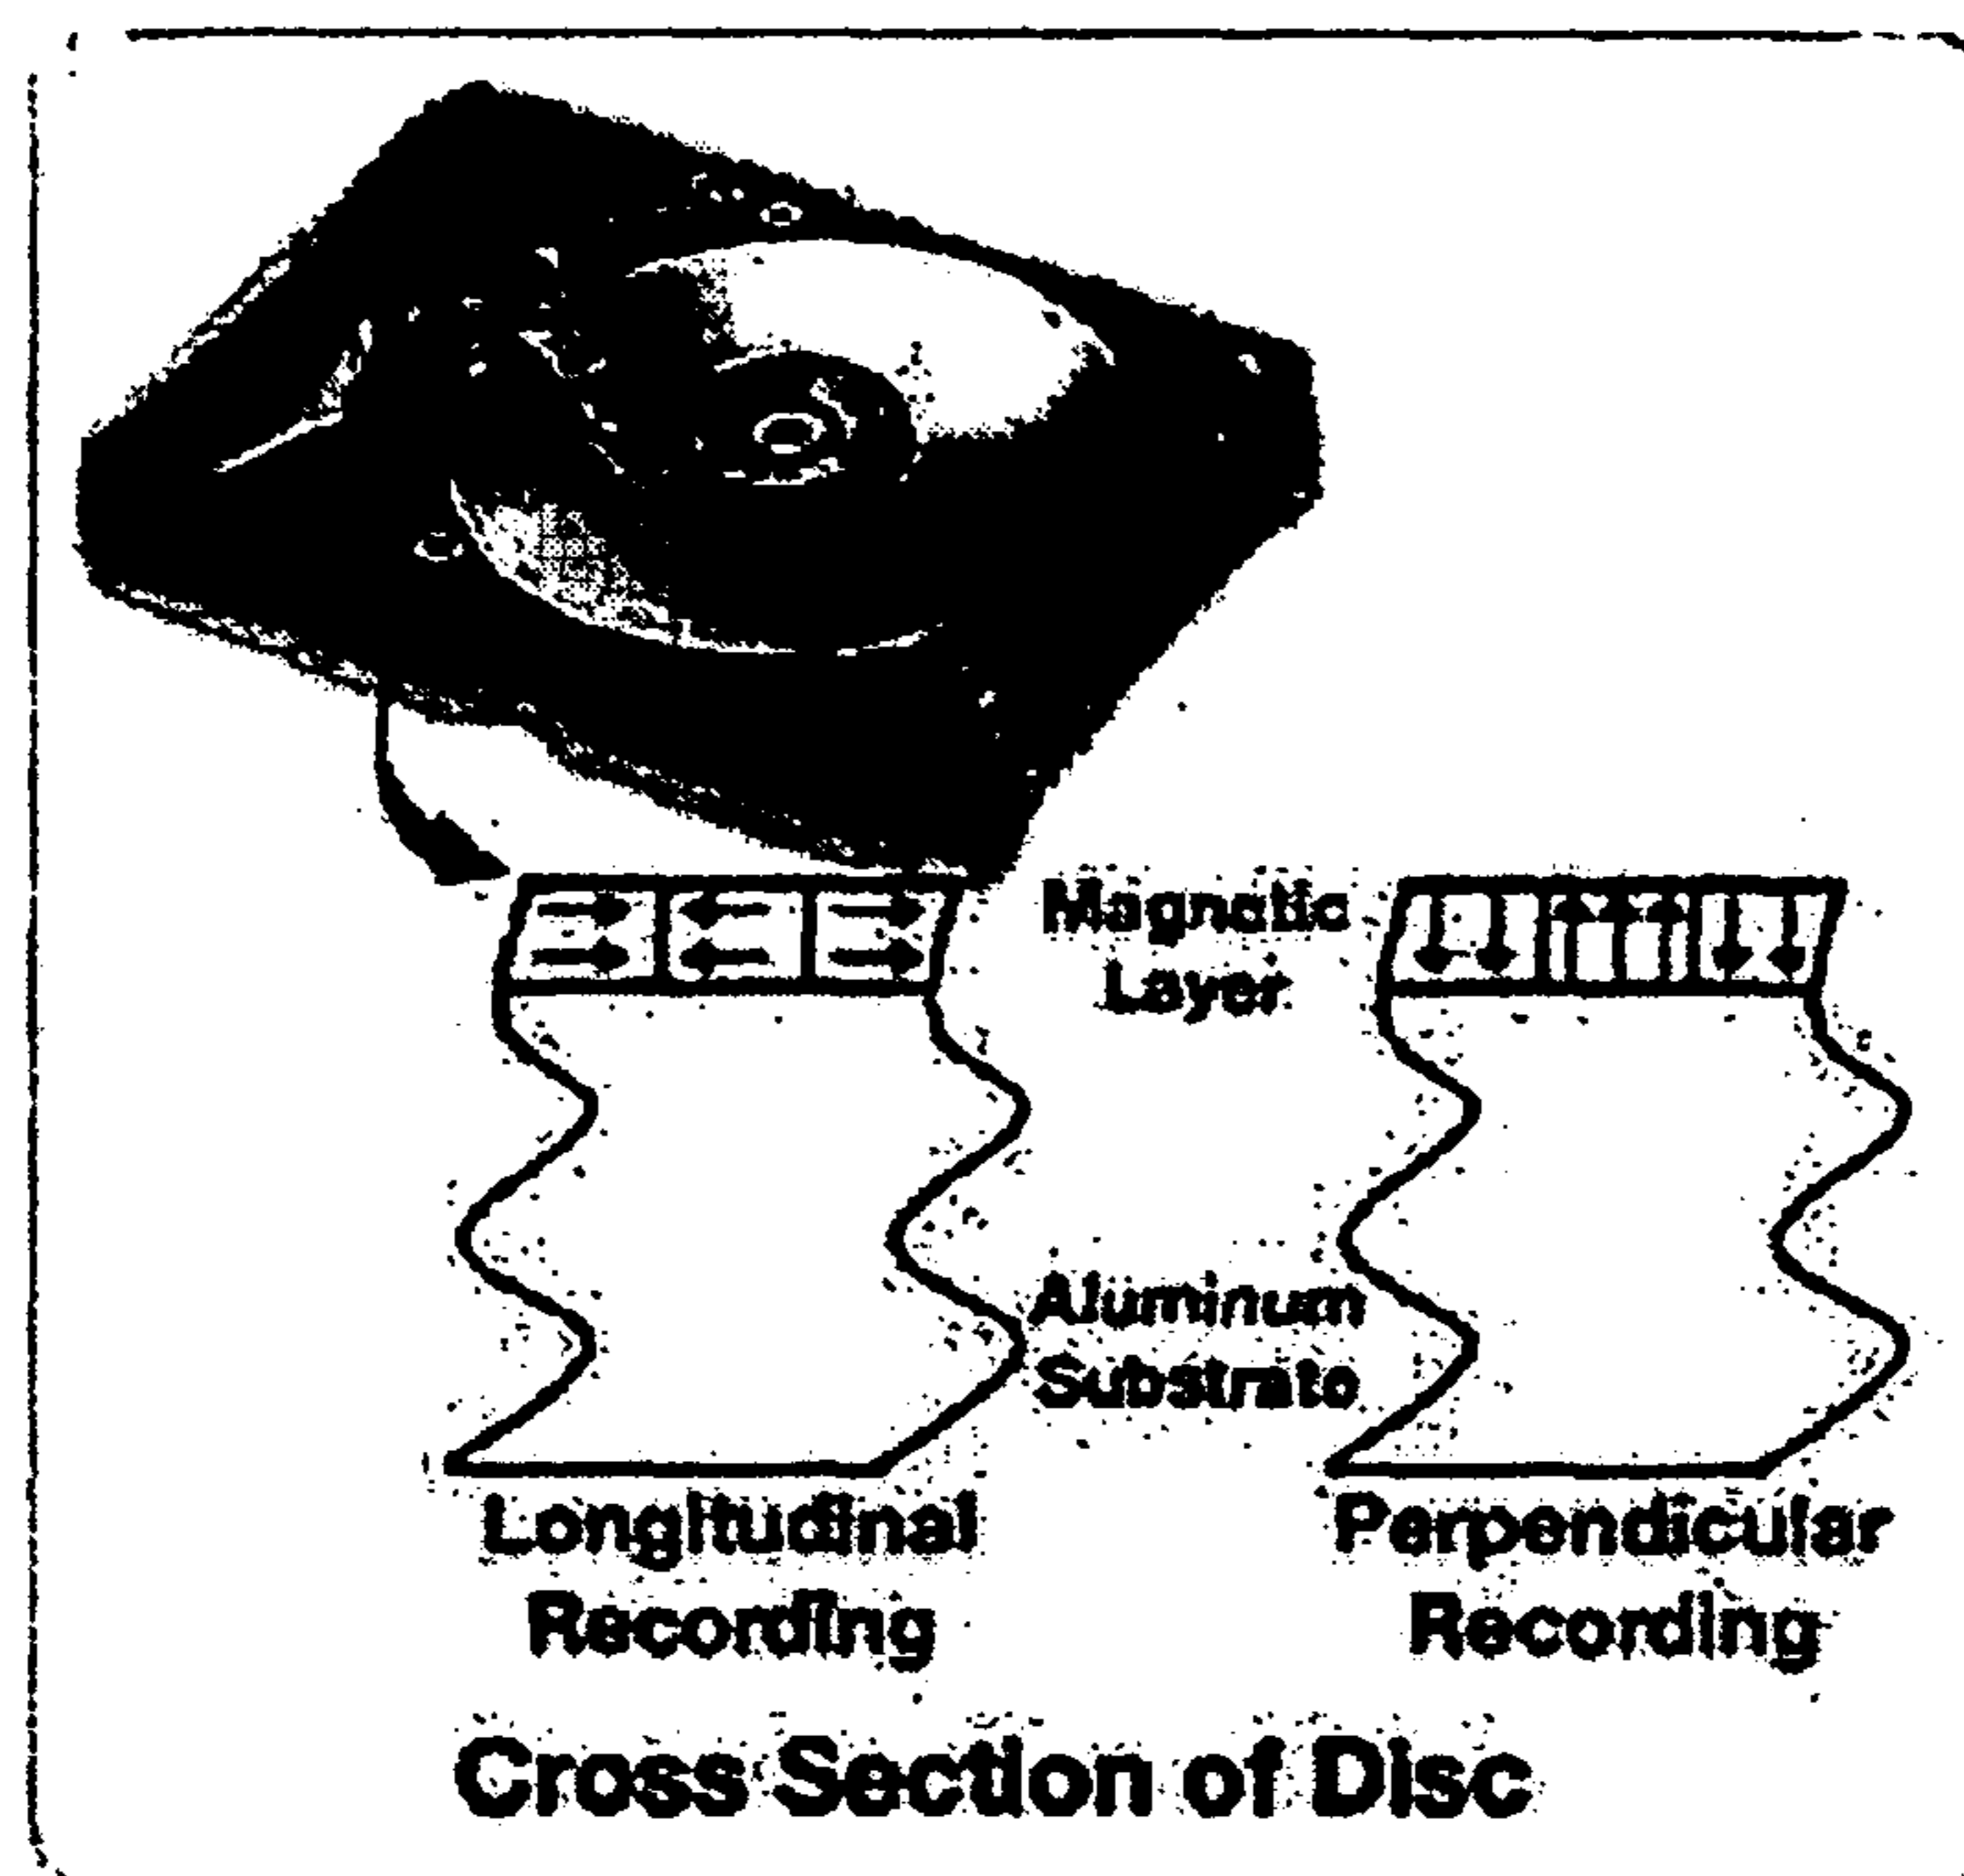 Magnetic
Layer
Aluminum
Substrate
Longitudinal
Recording
Perpendicular
Recording
Cross Section of Disc